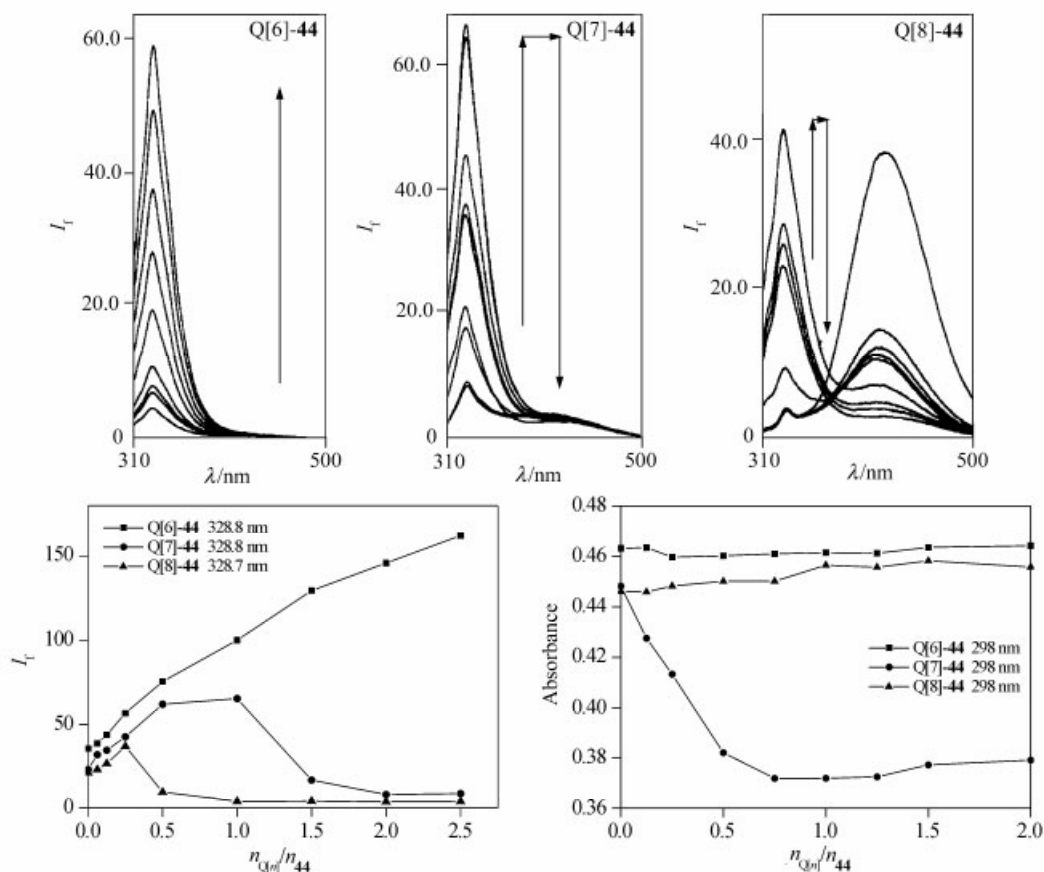 Q[6]-44
60.0
40.0
20.0
0
310
500
I_f
λ/nm
Q[7]-44
60.0
40.0
20.0
0
310
500
I_f
λ/nm
Q[8]-44
40.0
20.0
0
310
500
I_f
λ/nm
Q[6]-44 328.8 nm
Q[7]-44 328.8 nm
Q[8]-44 328.7 nm
150
100
50
0
I_f
0.0 0.5 1.0 1.5 2.0 2.5
n_Q[n]/n_44
0.48
0.46
0.44
0.42
0.40
0.38
0.36
Absorbance
Q[6]-44 298 nm
Q[7]-44 298 nm
Q[8]-44 298 nm
0.0 0.5 1.0 1.5 2.0
n_Q[n]/n_44